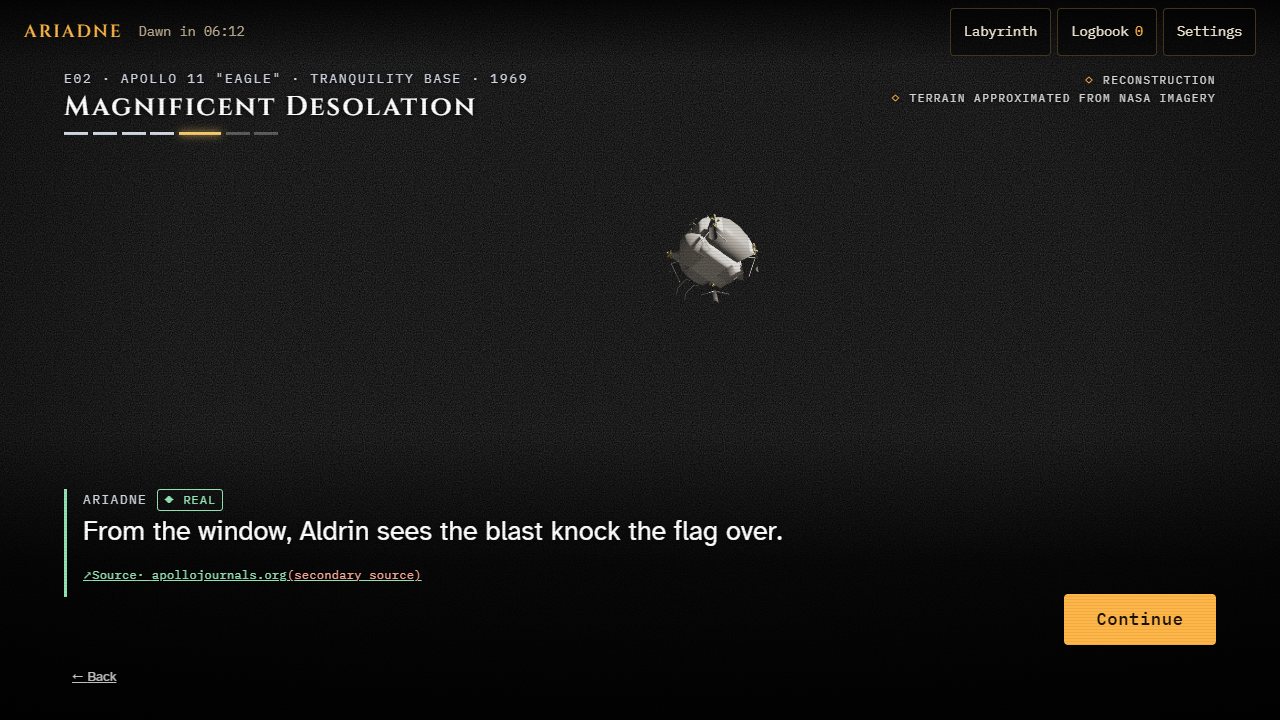 ARIADNE Dawn in 06:12 Labyrinth Logbook 0 Settings
E02 · APOLLO 11 "EAGLE" · TRANQUILITY BASE · 1969
Magnificent Desolation
◇ RECONSTRUCTION
◇ TERRAIN APPROXIMATED FROM NASA IMAGERY
ARIADNE ◆ REAL
From the window, Aldrin sees the blast knock the flag over.
↗Source· apollojournals.org(secondary source)
Continue
← Back